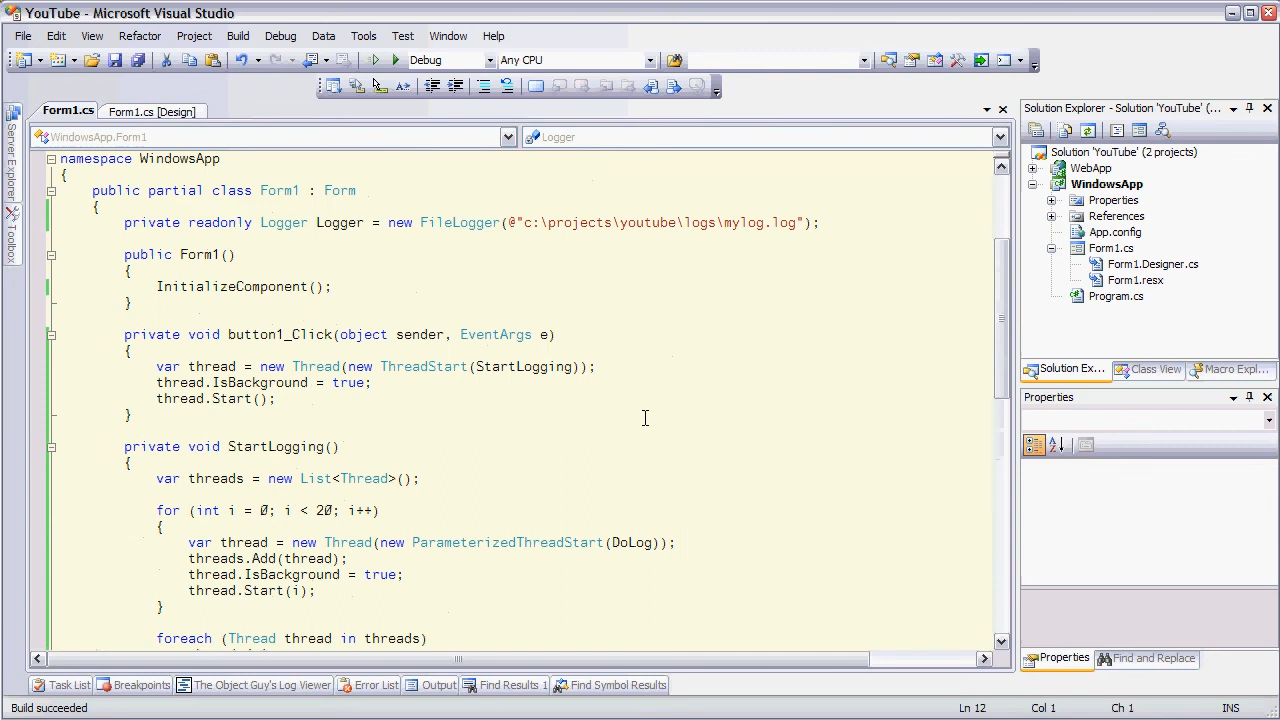 YouTube - Microsoft Visual Studio
File Edit View Refactor Project Build Debug Data Tools Test Window Help
Debug Any CPU
Form1.cs Form1.cs [Design]
WindowsApp.Form1 Logger
namespace WindowsApp
{
public partial class Form1 : Form
{
private readonly Logger Logger = new FileLogger(@"c:\projects\youtube\logs\mylog.log");
public Form1()
{
InitializeComponent();
}
private void button1_Click(object sender, EventArgs e)
{
var thread = new Thread(new ThreadStart(StartLogging));
thread.IsBackground = true;
thread.Start();
}
private void StartLogging()
{
var threads = new List<Thread>();
for (int i = 0; i < 20; i++)
{
var thread = new Thread(new ParameterizedThreadStart(DoLog));
threads.Add(thread);
thread.IsBackground = true;
thread.Start(i);
}
foreach (Thread thread in threads)
Server Explorer
Toolbox
Solution Explorer - Solution 'YouTube' (...
Solution 'YouTube' (2 projects)
WebApp
WindowsApp
Properties
References
App.config
Form1.cs
Form1.Designer.cs
Form1.resx
Program.cs
Solution Ex... Class View Macro Expl...
Properties
Properties Find and Replace
Task List Breakpoints The Object Guy's Log Viewer Error List Output Find Results 1 Find Symbol Results
Build succeeded Ln 12 Col 1 Ch 1 INS